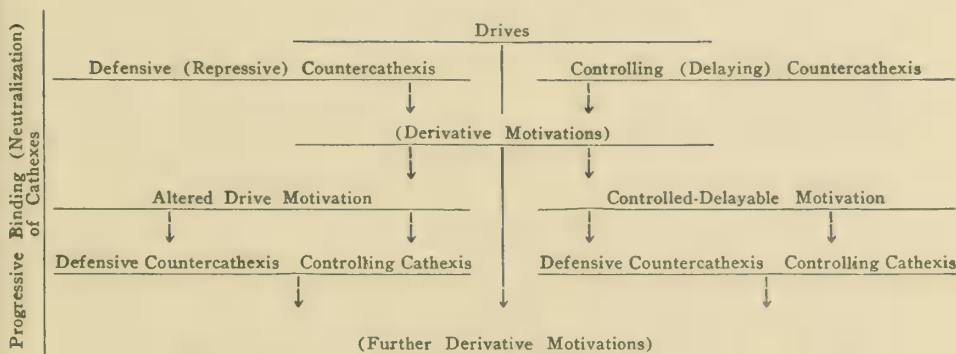 Drives
Defensive (Repressive) Countercathexis Controlling (Delaying) Countercathexis
(Derivative Motivations)
Altered Drive Motivation Controlled-Delayable Motivation
Defensive Countercathexis Controlling Cathexis Defensive Countercathexis Controlling Cathexis
(Further Derivative Motivations)
Progressive Binding (Neutralization)
of Cathexes